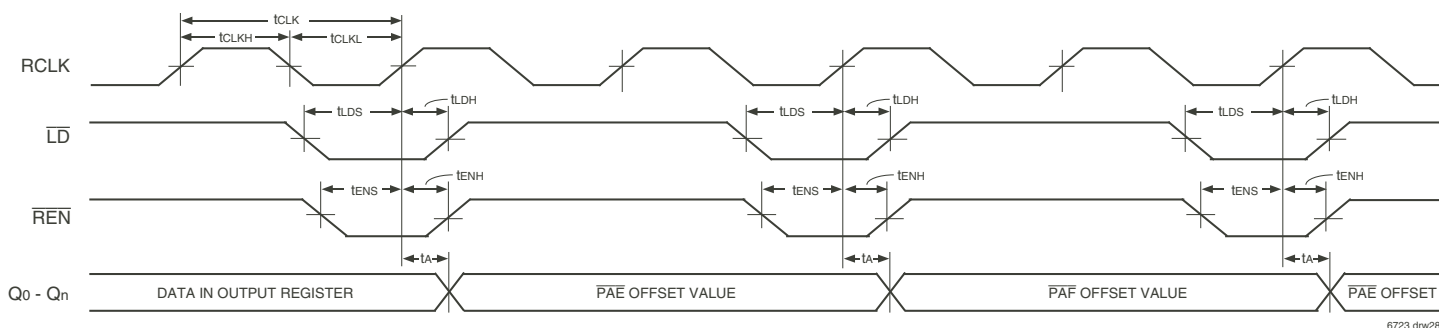 tCLK
tCLKH
tCLKL
RCLK
tLDS
tLDH
tLDS
tLDH
tLDS
tLDH
LD
tENS
tENH
tENS
tENH
tENS
tENH
REN
tA
tA
tA
Q0 - Qn
DATA IN OUTPUT REGISTER
PAE OFFSET VALUE
PAF OFFSET VALUE
PAE OFFSET
6723 drw26